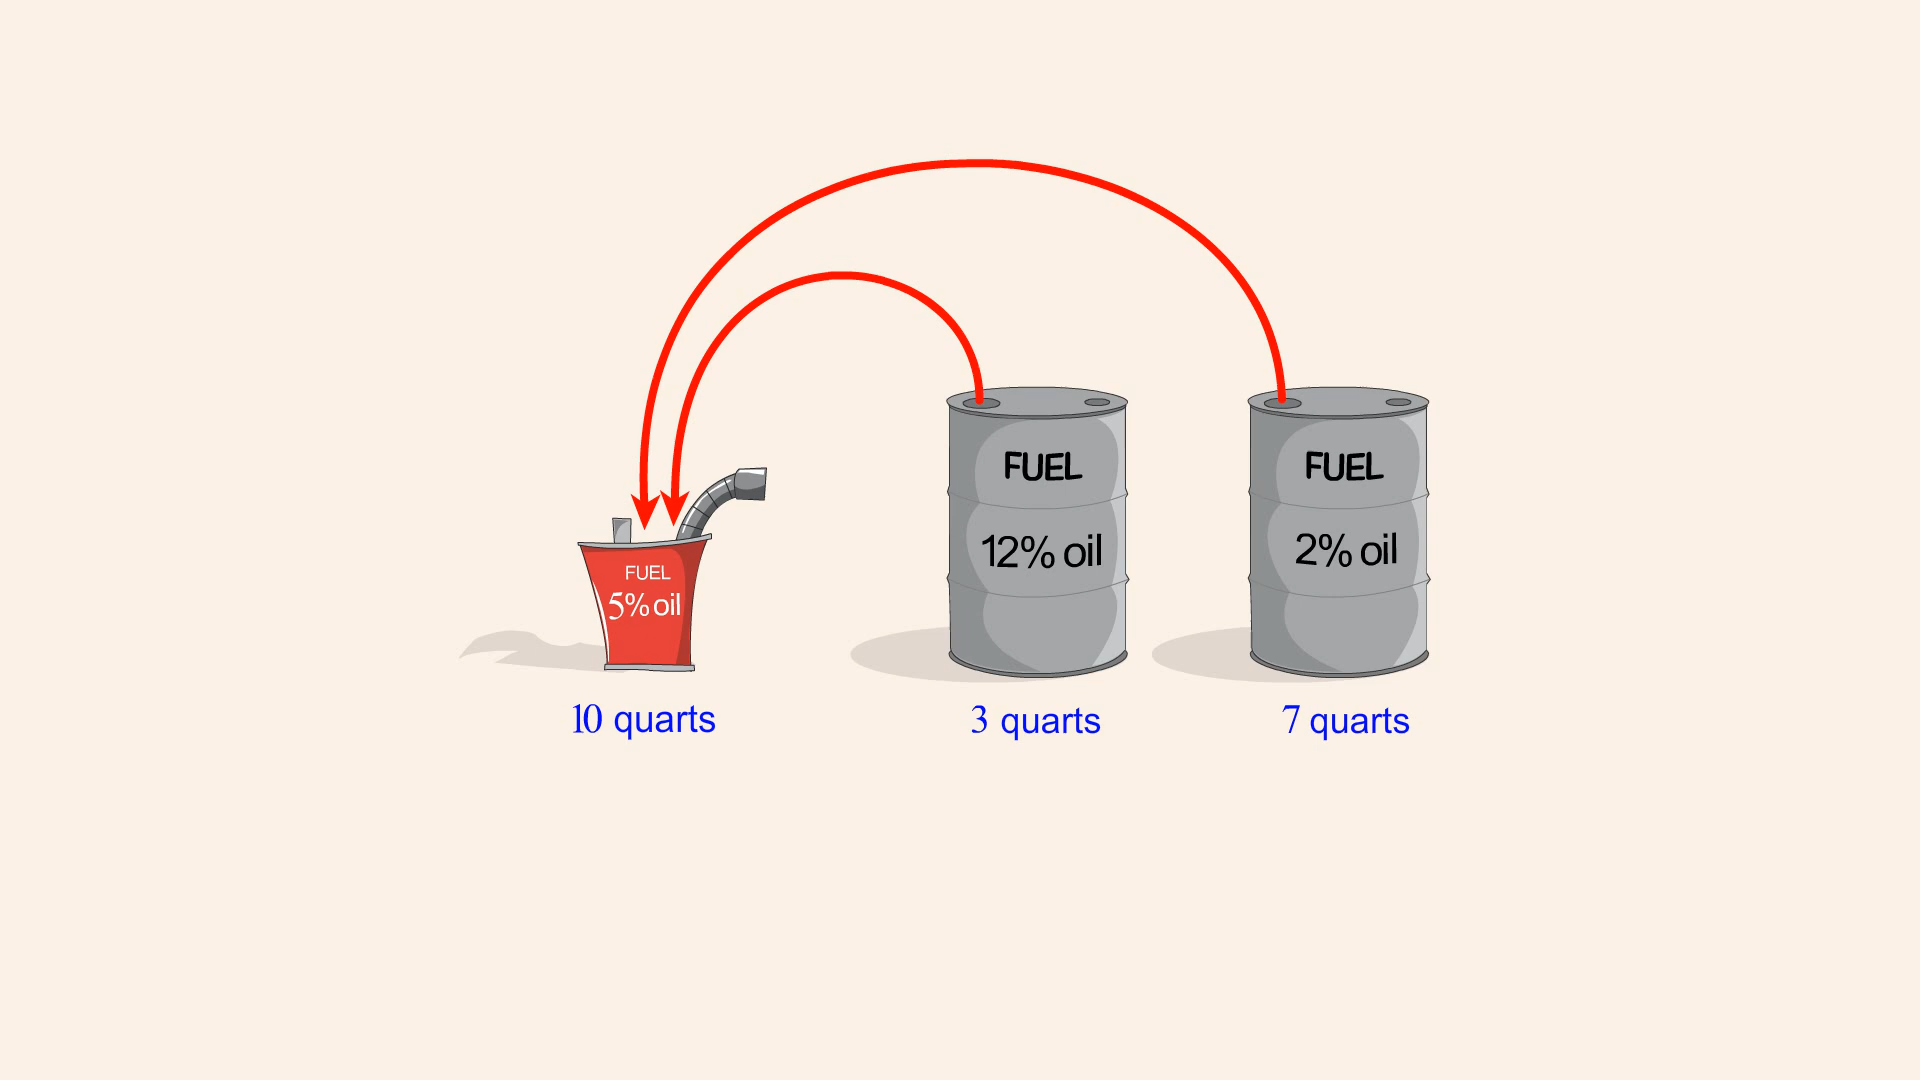 FUEL
5% oil
10 quarts
FUEL
12% oil
3 quarts
FUEL
2% oil
7 quarts